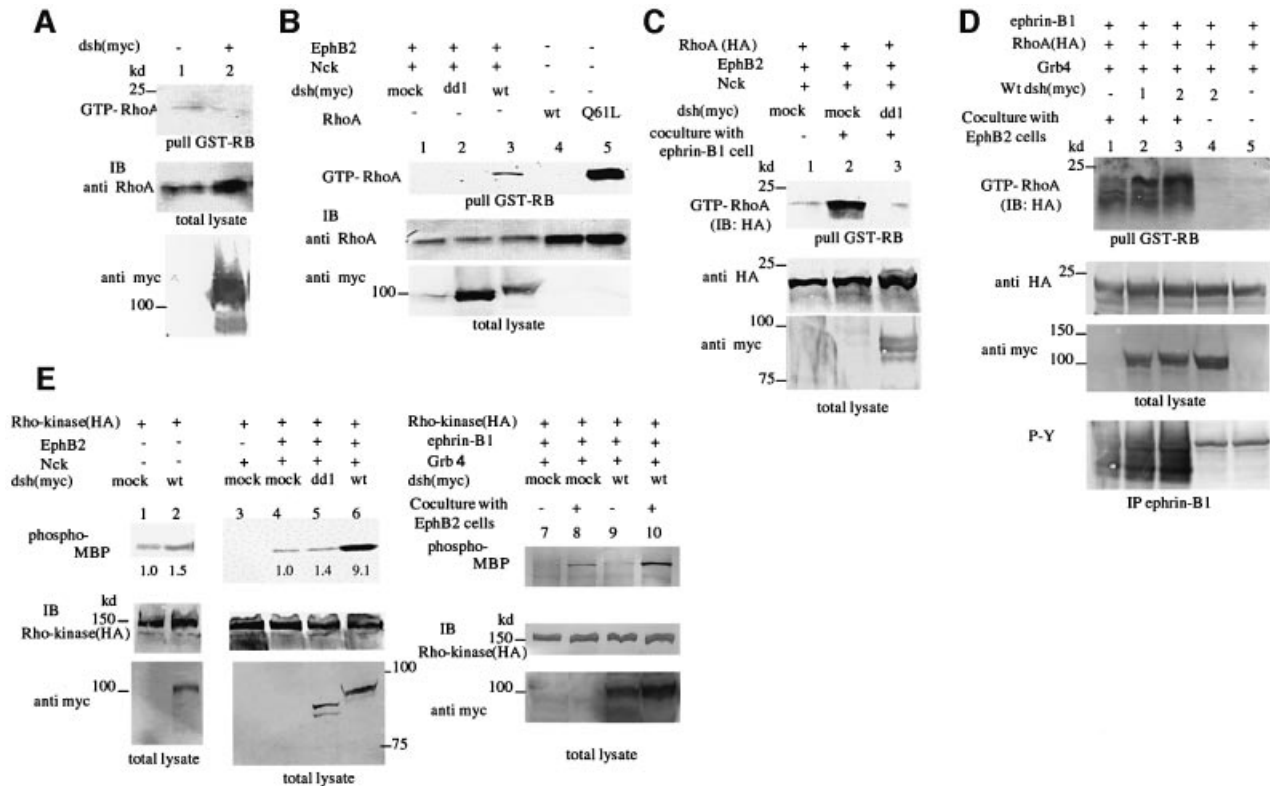 A
dsh(myc) - +
kd 1 2
25
GTP-RhoA
pull GST-RB
IB
anti RhoA
total lysate
anti myc
100
B
EphB2 + + + - -
Nck + + + - -
dsh(myc) mock dd1 wt - -
RhoA - - - wt Q61L
1 2 3 4 5
GTP-RhoA
pull GST-RB
IB
anti RhoA
anti myc
100
total lysate
C
RhoA (HA) + + +
EphB2 + + +
Nck + + +
dsh(myc) mock mock dd1
coculture with ephrin-B1 cell - + +
kd 1 2 3
25
GTP-RhoA
(IB: HA)
pull GST-RB
anti HA
100
anti myc
75
total lysate
D
ephrin-B1 + + + + +
RhoA(HA) + + + + +
Grb4 + + + + +
Wt dsh(myc) - 1 2 2 -
Coculture with EphB2 cells + + + - -
kd 1 2 3 4 5
25
GTP-RhoA
(IB: HA)
pull GST-RB
25
anti HA
150
anti myc
100
total lysate
P-Y
IP ephrin-B1
E
Rho-kinase(HA) + + + + + +
EphB2 - - - + + +
Nck - - + + + +
dsh(myc) mock wt mock mock dd1 wt
1 2 3 4 5 6
phospho-
MBP
1.0 1.5 1.0 1.4 9.1
IB kd
150
Rho-kinase(HA)
100
anti myc
100
75
total lysate
total lysate
Rho-kinase(HA) + + + +
ephrin-B1 + + + +
Grb 4 + + + +
dsh(myc) mock mock wt wt
Coculture with EphB2 cells - + - +
7 8 9 10
phospho-
MBP
kd
IB
150
Rho-kinase(HA)
100
anti myc
total lysate